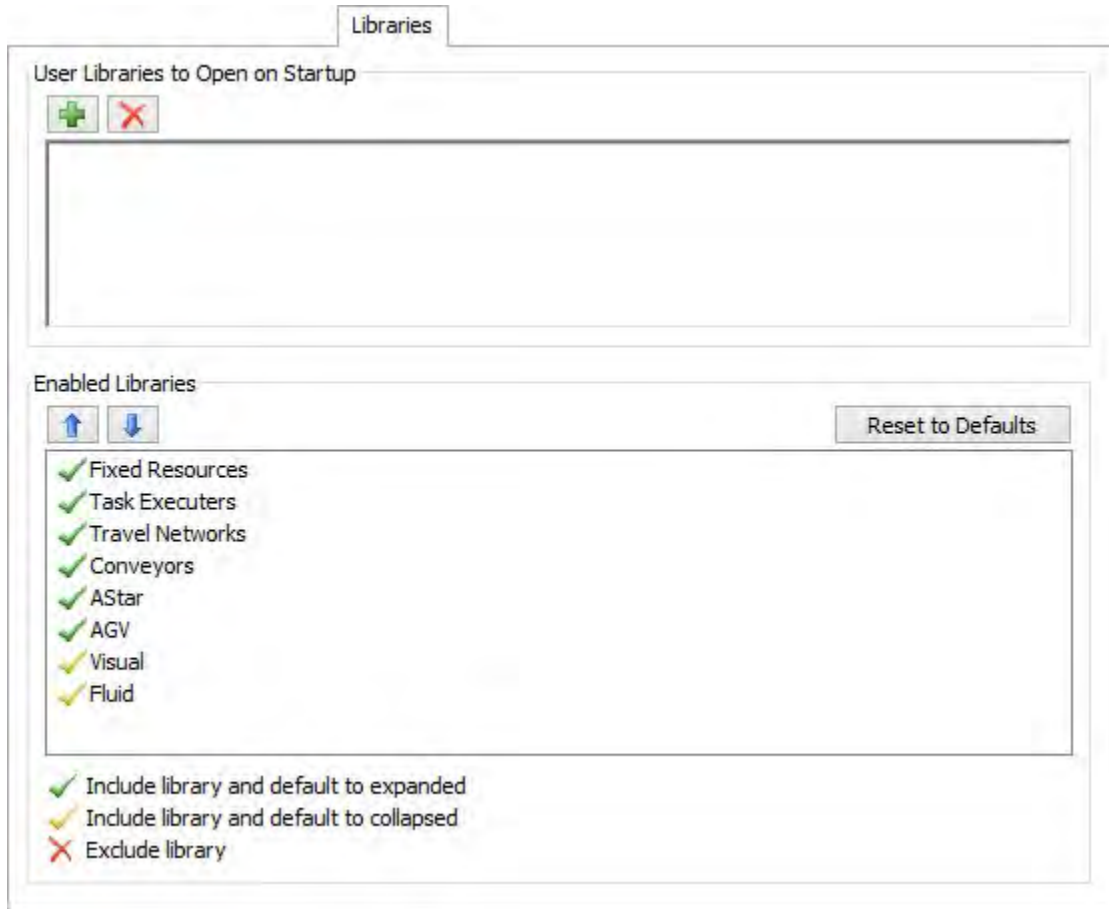 Libraries
User Libraries to Open on Startup
Enabled Libraries
Reset to Defaults
Fixed Resources
Task Executers
Travel Networks
Conveyors
AStar
AGV
Visual
Fluid
Include library and default to expanded
Include library and default to collapsed
Exclude library